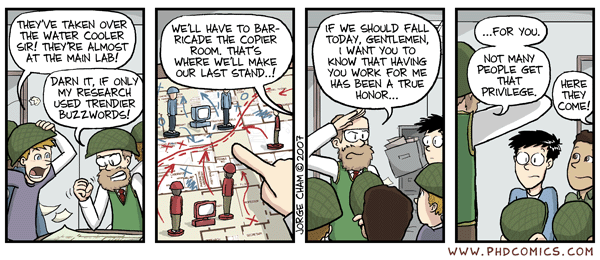 THEY'VE TAKEN OVER
THE WATER COOLER
SIR! THEY'RE ALMOST
AT THE MAIN LAB!
DARN IT, IF ONLY
MY RESEARCH
USED TRENDIER
BUZZWORDS!
WE'LL HAVE TO BAR-
RICADE THE COPIER
ROOM. THAT'S
WHERE WE'LL MAKE
OUR LAST STAND..!
JORGE CHAM © 2007
IF WE SHOULD FALL
TODAY, GENTLEMEN,
I WANT YOU TO
KNOW THAT HAVING
YOU WORK FOR ME
HAS BEEN A TRUE
HONOR...
...FOR YOU.
NOT MANY
PEOPLE GET
THAT
PRIVILEGE.
HERE
THEY
COME!
WWW.PHDCOMICS.COM